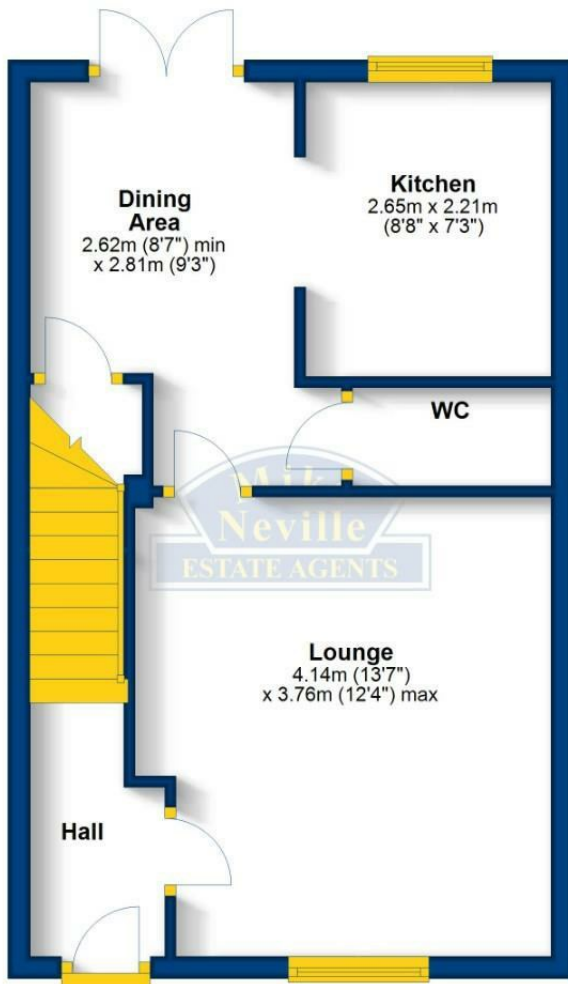 Dining
Area
2.62m (8'7") min
x 2.81m (9'3")
Kitchen
2.65m x 2.21m
(8'8" x 7'3")
WC
Mike
Neville
ESTATE AGENTS
Lounge
4.14m (13'7")
x 3.76m (12'4") max
Hall